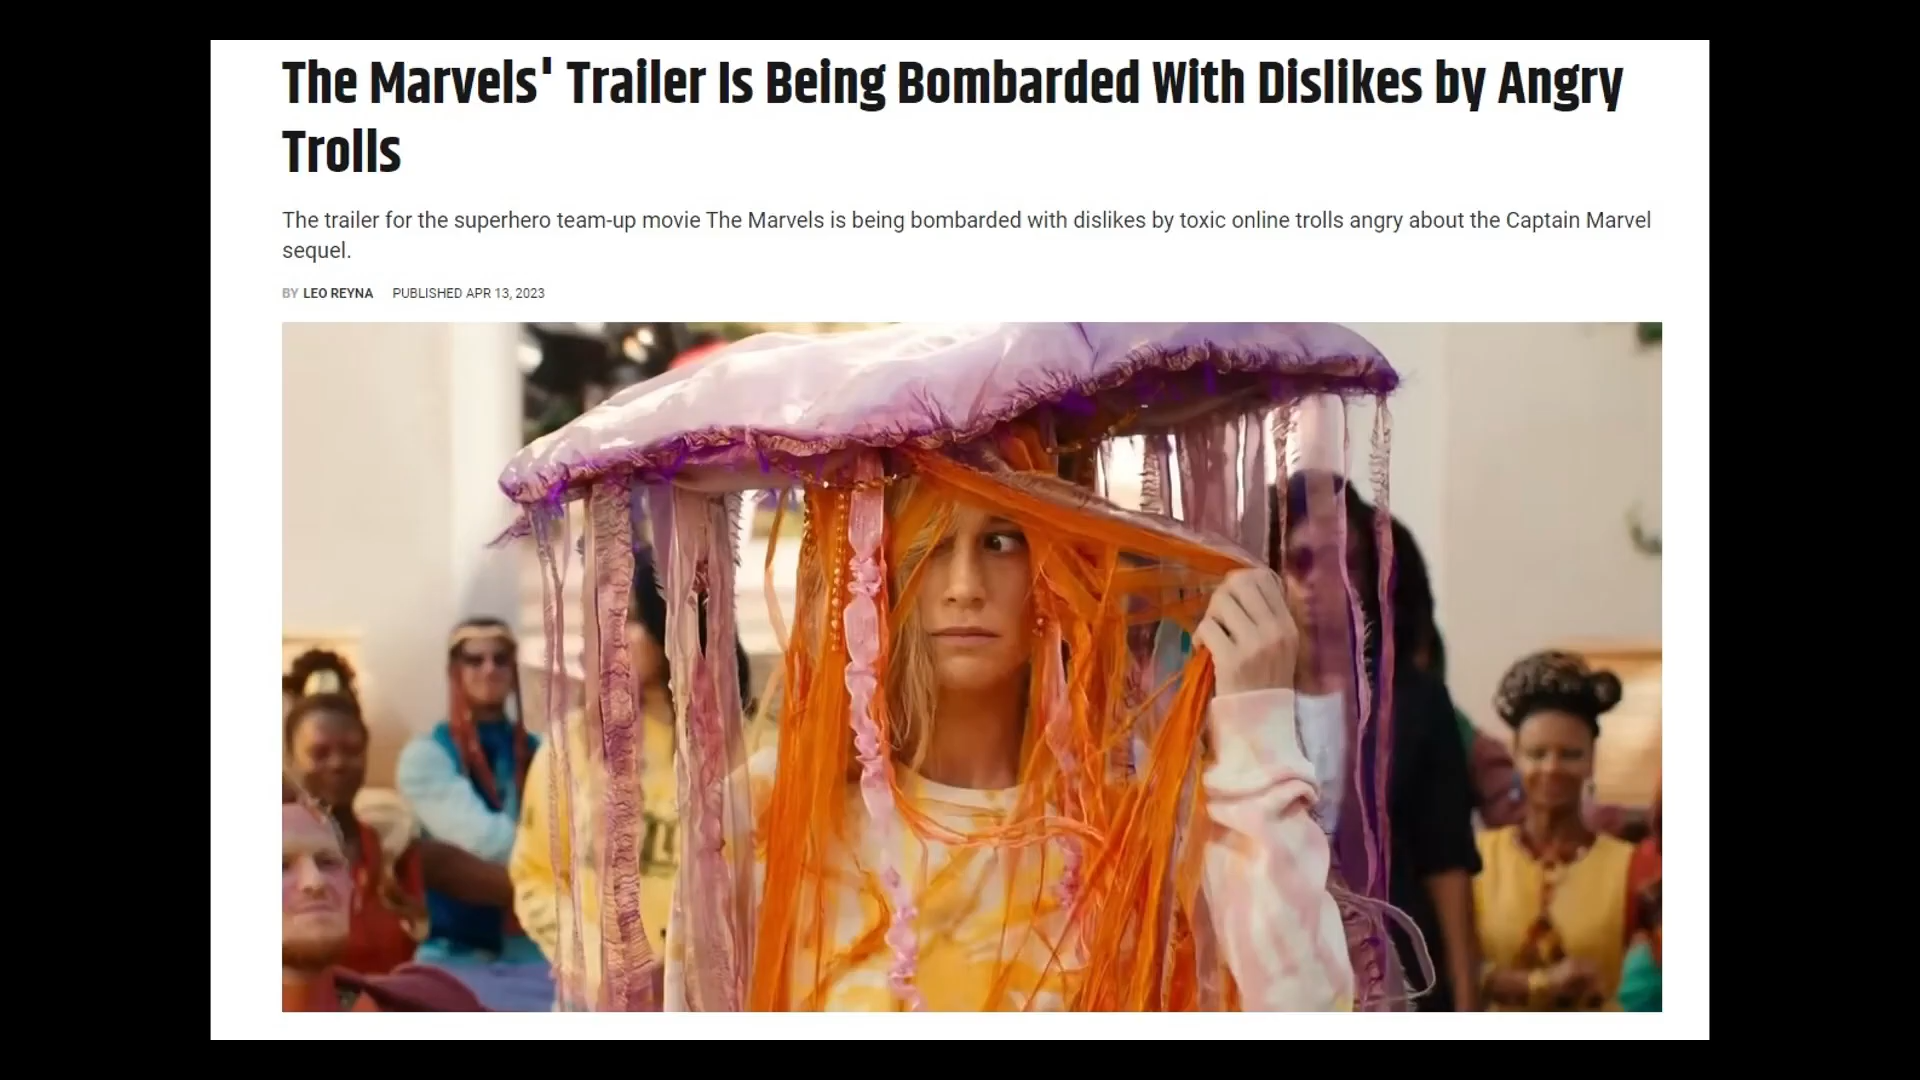 The Marvels' Trailer Is Being Bombarded With Dislikes by Angry
Trolls
The trailer for the superhero team-up movie The Marvels is being bombarded with dislikes by toxic online trolls angry about the Captain Marvel
sequel.
BY LEO REYNA PUBLISHED APR 13, 2023